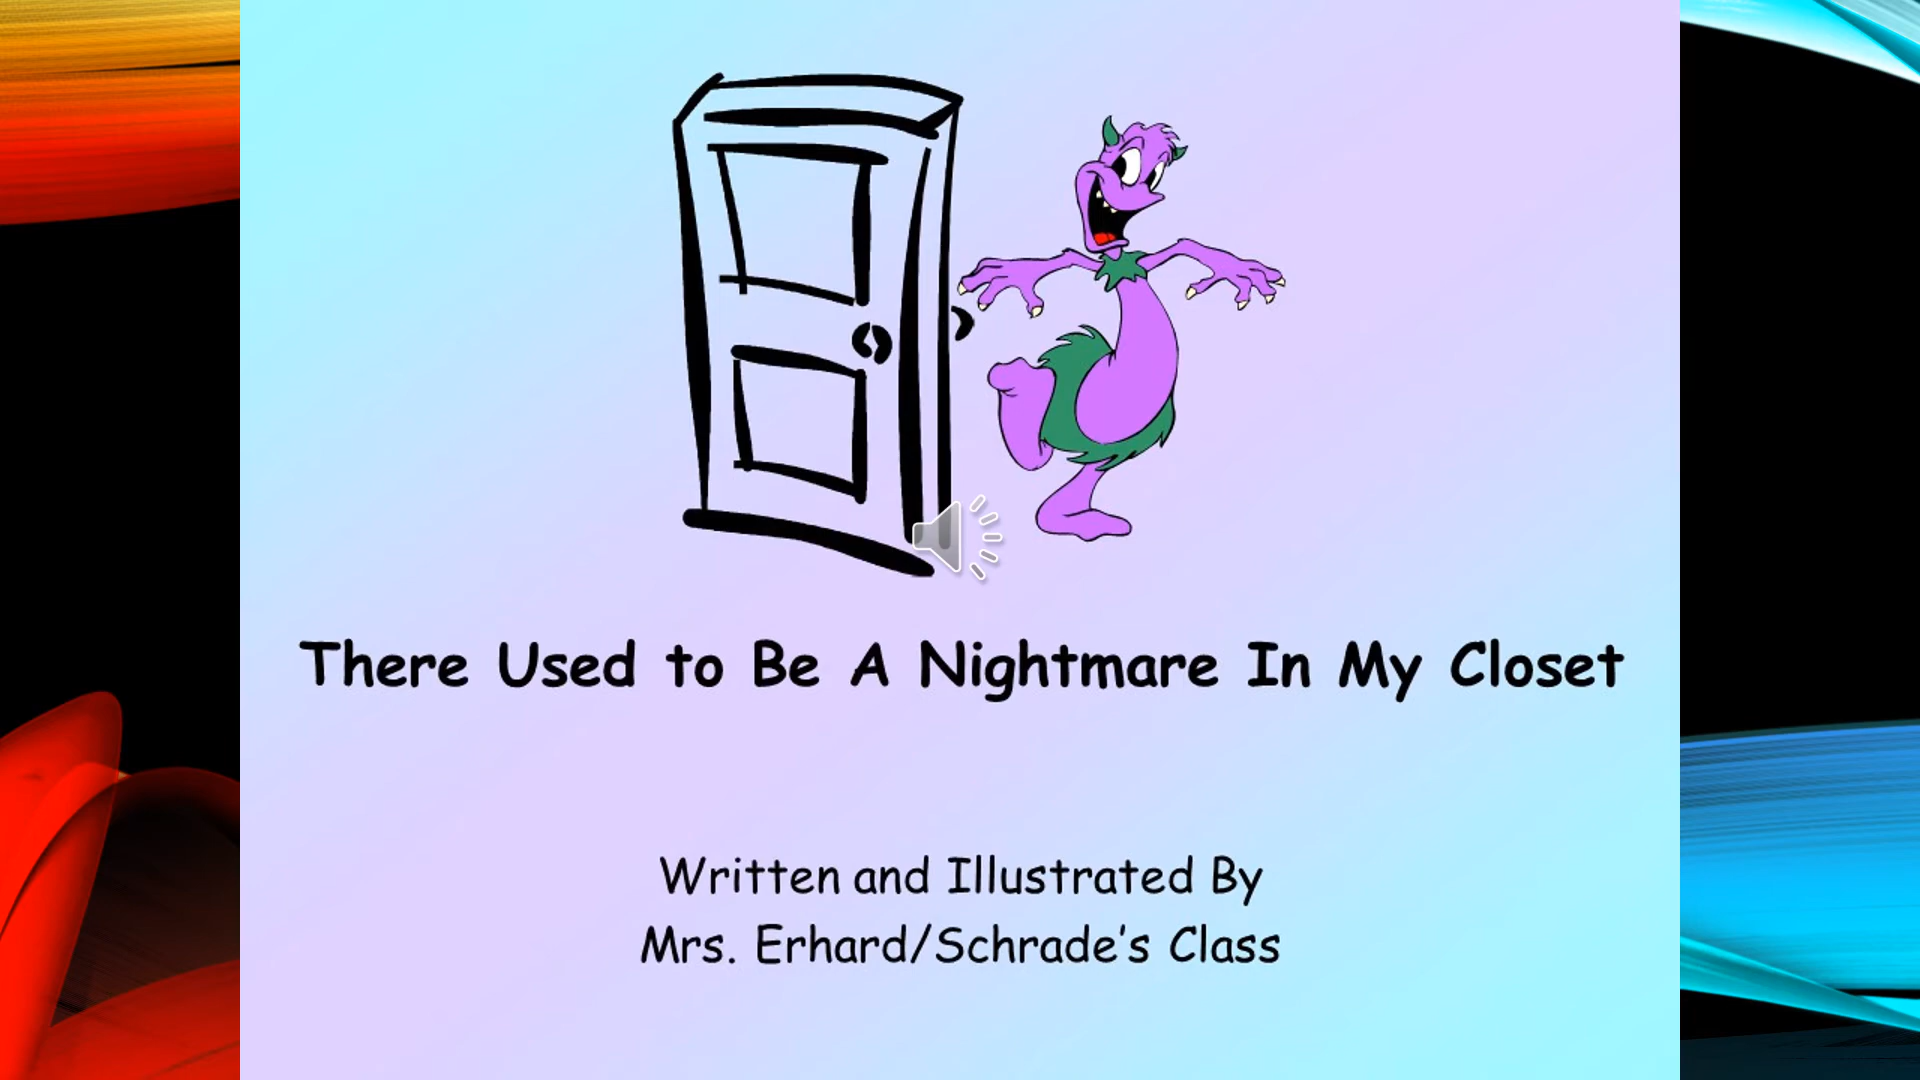 There Used to Be A Nightmare In My Closet
Written and Illustrated By
Mrs. Erhard/Schrade's Class